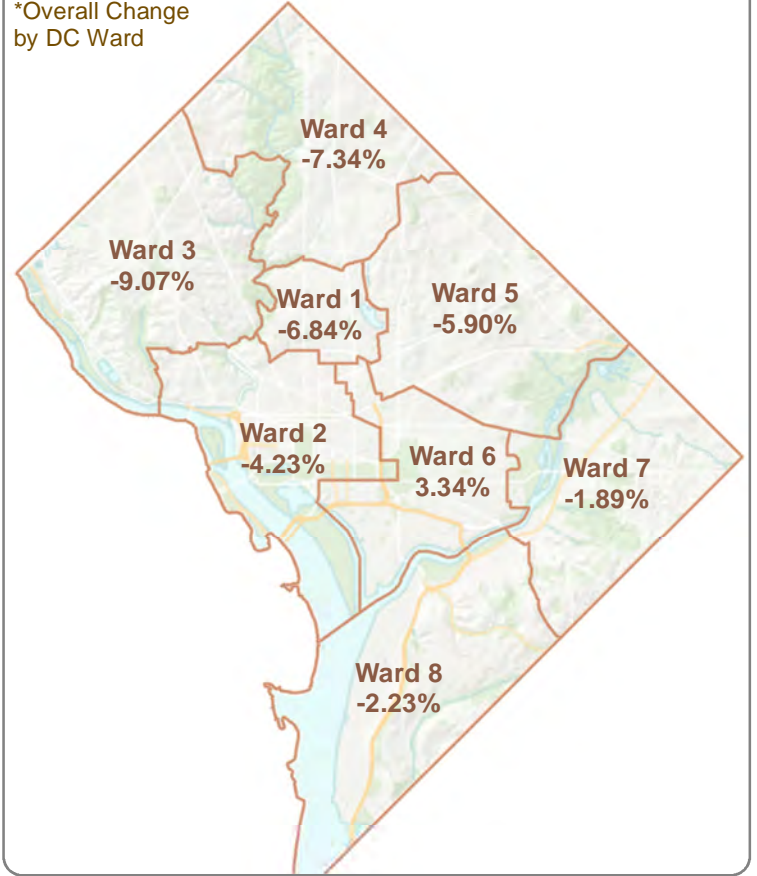 *Overall Change
by DC Ward
Ward 4
-7.34%
Ward 3
-9.07%
Ward 1
-6.84%
Ward 5
-5.90%
Ward 2
-4.23%
Ward 6
3.34%
Ward 7
-1.89%
Ward 8
-2.23%